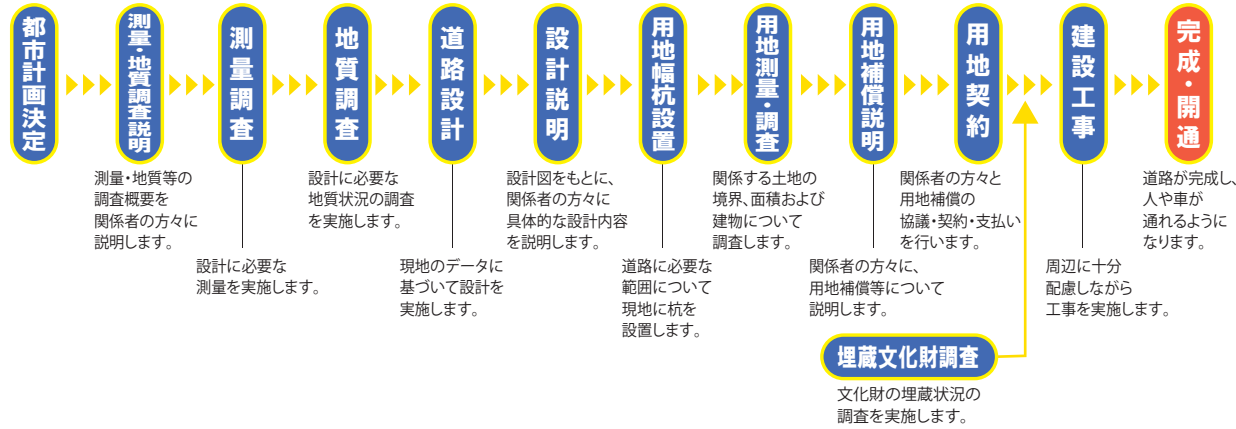 都市計画決定
測量・地質調査説明
測量・地質等の
調査概要を
関係者の方々に
説明します。
測量調査
設計に必要な
測量を実施します。
地質調査
設計に必要な
地質状況の調査
を実施します。
道路設計
現地のデータに
基づいて設計を
実施します。
設計説明
設計図をもとに、
関係者の方々に
具体的な設計内容
を説明します。
用地幅杭設置
道路に必要な
範囲について
現地に杭を
設置します。
用地測量・調査
関係する土地の
境界、面積および
建物について
調査します。
用地補償説明
関係者の方々に、
用地補償等について
説明します。
用地契約
関係者の方々と
用地補償の
協議・契約・支払い
を行います。
埋蔵文化財調査
文化財の埋蔵状況の
調査を実施します。
建設工事
周辺に十分
配慮しながら
工事を実施します。
完成・開通
道路が完成し、
人や車が
通れるように
なります。